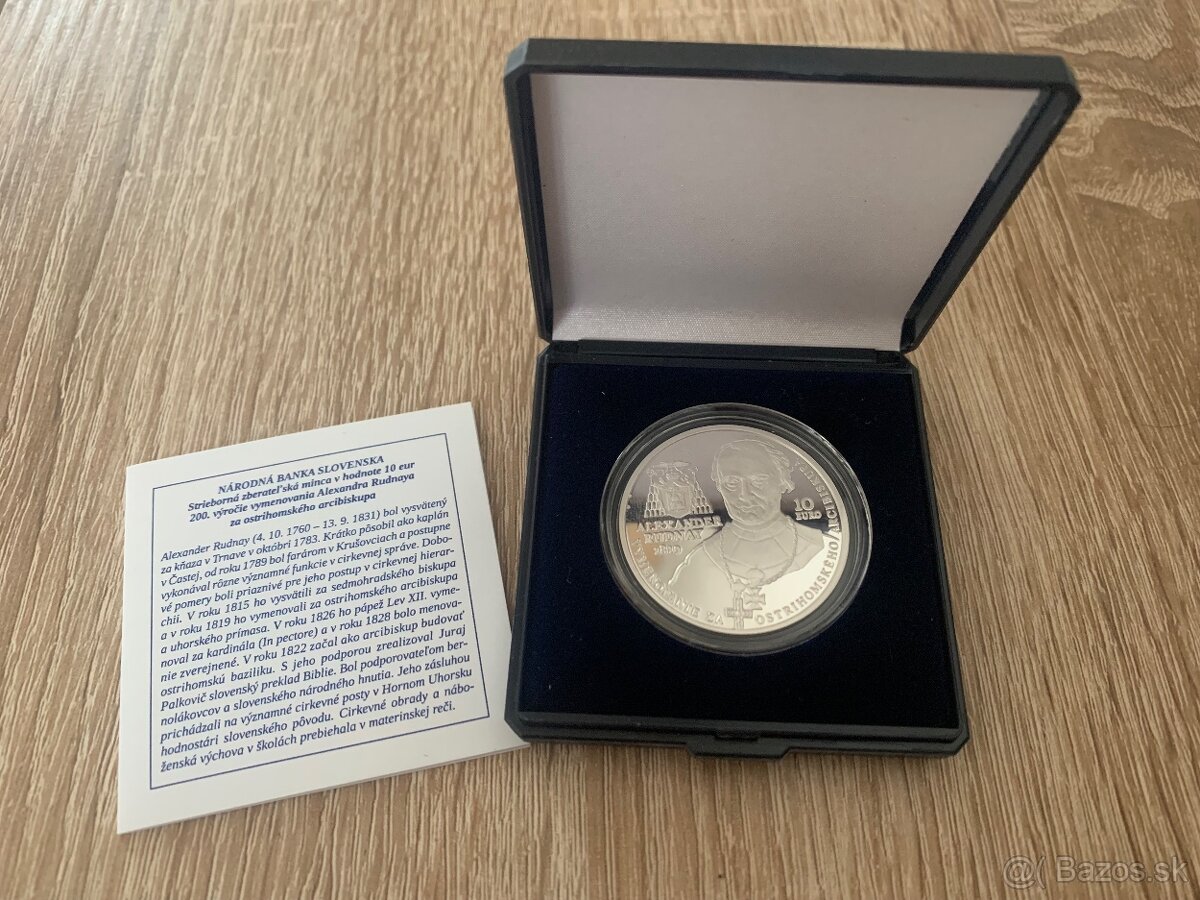 NÁRODNÁ BANKA SLOVENSKA
Strieborná zberateľská minca v hodnote 10 eur
200. výročie vymenovania Alexandra Rudnaya
za ostrihomského arcibiskupa
Alexander Rudnay (4. 10. 1760 – 13. 9. 1831) bol vysvätený
za kňaza v Trnave v októbri 1783. Krátko pôsobil ako kaplán
v Častej, od roku 1789 bol farárom v Krušovciach a postupne
vykonával rôzne významné funkcie v cirkevnej správe. Dobo-
vé pomery boli priaznivé pre jeho postup v cirkevnej hierar-
chii. V roku 1815 ho vysvätili za sedmohradského biskupa
a v roku 1819 ho vymenovali za ostrihomského arcibiskupa
a uhorského prímasa. V roku 1826 ho pápež Lev XII. vyme-
noval za kardinála (In pectore) a v roku 1828 bolo menova-
nie zverejnené. V roku 1822 začal ako arcibiskup budovať
ostrihomskú baziliku. S jeho podporou zrealizoval Juraj
Palkovič slovenský preklad Biblie. Bol podporovateľom ber-
nolákovcov a slovenského národného hnutia. Jeho zásluhou
prichádzali na významné cirkevné posty v Hornom Uhorsku
hodnostári slovenského pôvodu. Cirkevné obrady a nábo-
ženská výchova v školách prebiehala v materinskej reči.
ALEXANDER
RUDNAY
10
EURO
ZA OSTRIHOMSKÉHO ARCIBISKUPA
@( Bazos.sk